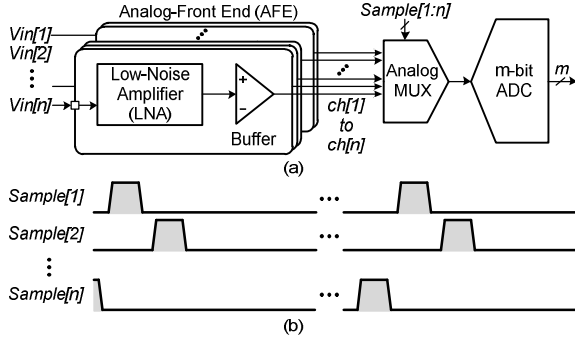 Analog-Front End (AFE)
Vin[1]
Vin[2]
Vin[n]
Low-Noise
Amplifier
(LNA)
+
-
Buffer
ch[1]
to
ch[n]
Sample[1:n]
Analog
MUX
m-bit
ADC
m
(a)
Sample[1]
Sample[2]
Sample[n]
(b)